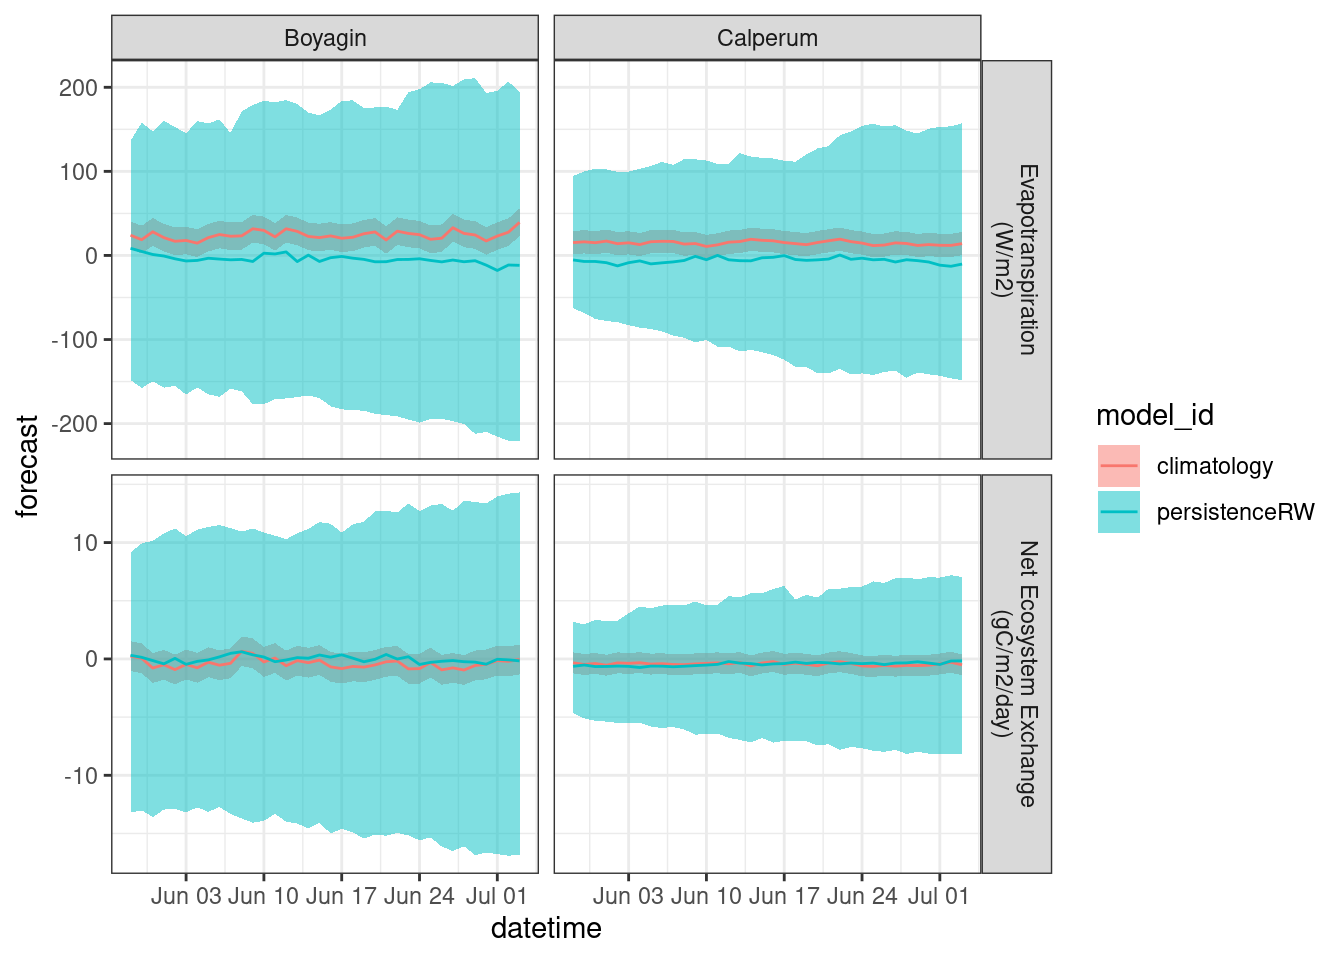 Boyagin
Calperum
200
100
0
-100
-200
Evapotranspiration
(W/m2)
10
0
-10
Net Ecosystem Exchange
(gC/m2/day)
Jun 03 Jun 10 Jun 17 Jun 24 Jul 01
Jun 03 Jun 10 Jun 17 Jun 24 Jul 01
datetime
forecast
model_id
climatology
persistenceRW